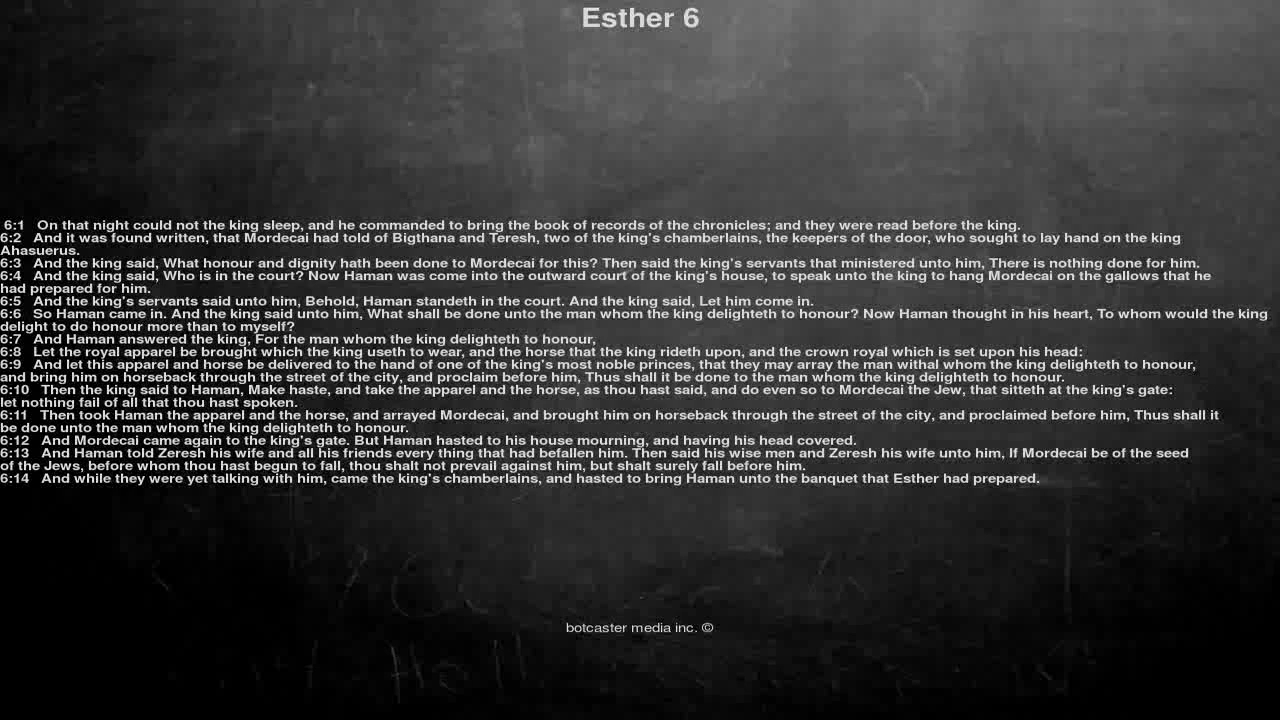 Esther 6
6:1 On that night could not the king sleep, and he commanded to bring the book of records of the chronicles; and they were read before the king.
6:2 And it was found written, that Mordecai had told of Bigthana and Teresh, two of the king's chamberlains, the keepers of the door, who sought to lay hand on the king
Ahasuerus.
6:3 And the king said, What honour and dignity hath been done to Mordecai for this? Then said the king's servants that ministered unto him, There is nothing done for him.
6:4 And the king said, Who is in the court? Now Haman was come into the outward court of the king's house, to speak unto the king to hang Mordecai on the gallows that he
had prepared for him.
6:5 And the king's servants said unto him, Behold, Haman standeth in the court. And the king said, Let him come in.
6:6 So Haman came in. And the king said unto him, What shall be done unto the man whom the king delighteth to honour? Now Haman thought in his heart, To whom would the king
delight to do honour more than to myself?
6:7 And Haman answered the king, For the man whom the king delighteth to honour,
6:8 Let the royal apparel be brought which the king useth to wear, and the horse that the king rideth upon, and the crown royal which is set upon his head:
6:9 And let this apparel and horse be delivered to the hand of one of the king's most noble princes, that they may array the man withal whom the king delighteth to honour,
and bring him on horseback through the street of the city, and proclaim before him, Thus shall it be done to the man whom the king delighteth to honour.
6:10 Then the king said to Haman, Make haste, and take the apparel and the horse, as thou hast said, and do even so to Mordecai the Jew, that sitteth at the king's gate:
let nothing fail of all that thou hast spoken.
6:11 Then took Haman the apparel and the horse, and arrayed Mordecai, and brought him on horseback through the street of the city, and proclaimed before him, Thus shall it
be done unto the man whom the king delighteth to honour.
6:12 And Mordecai came again to the king's gate. But Haman hasted to his house mourning, and having his head covered.
6:13 And Haman told Zeresh his wife and all his friends every thing that had befallen him. Then said his wise men and Zeresh his wife unto him, If Mordecai be of the seed
of the Jews, before whom thou hast begun to fall, thou shalt not prevail against him, but shalt surely fall before him.
6:14 And while they were yet talking with him, came the king's chamberlains, and hasted to bring Haman unto the banquet that Esther had prepared.
botcaster media inc. ©